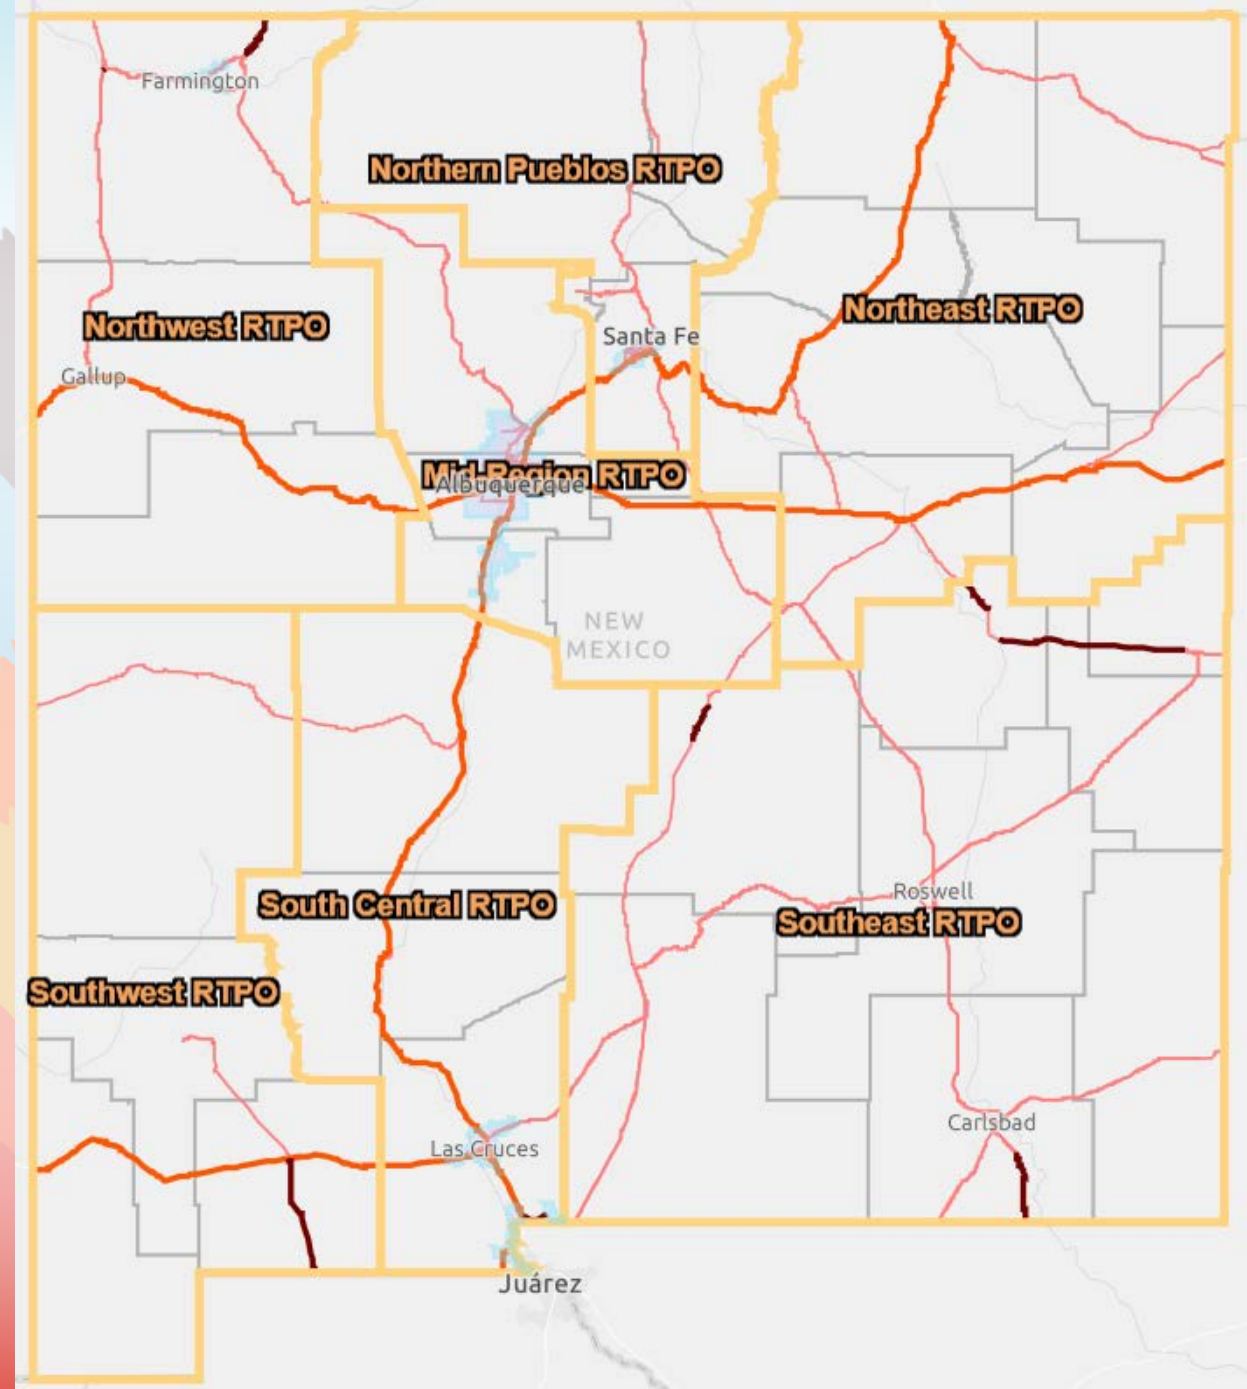 Farmington
Northern Pueblos RTPO
Northeast RTPO
Northwest RTPO
Santa Fe
Gallup
Mid-Region RTPO
Albuquerque
NEW
MEXICO
Roswell
South Central RTPO
Southeast RTPO
Southwest RTPO
Carlsbad
Las Cruces
Juárez